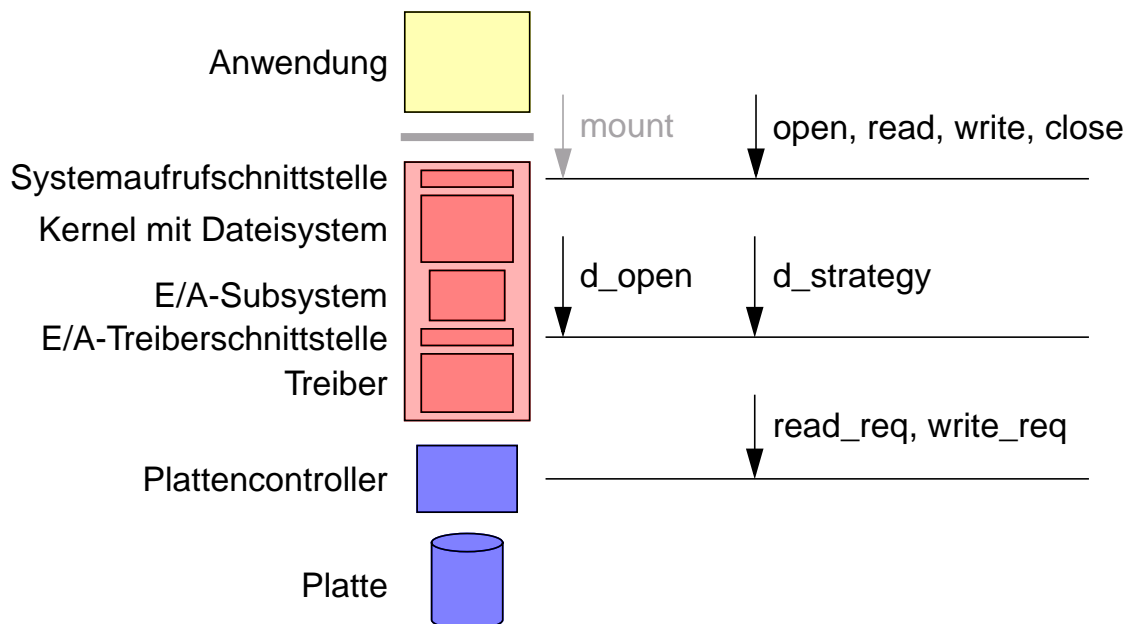 Anwendung
mount
open, read, write, close
Systemaufrufschnittstelle
Kernel mit Dateisystem
E/A-Subsystem
d_open
d_strategy
E/A-Treiberschnittstelle
Treiber
read_req, write_req
Plattencontroller
Platte